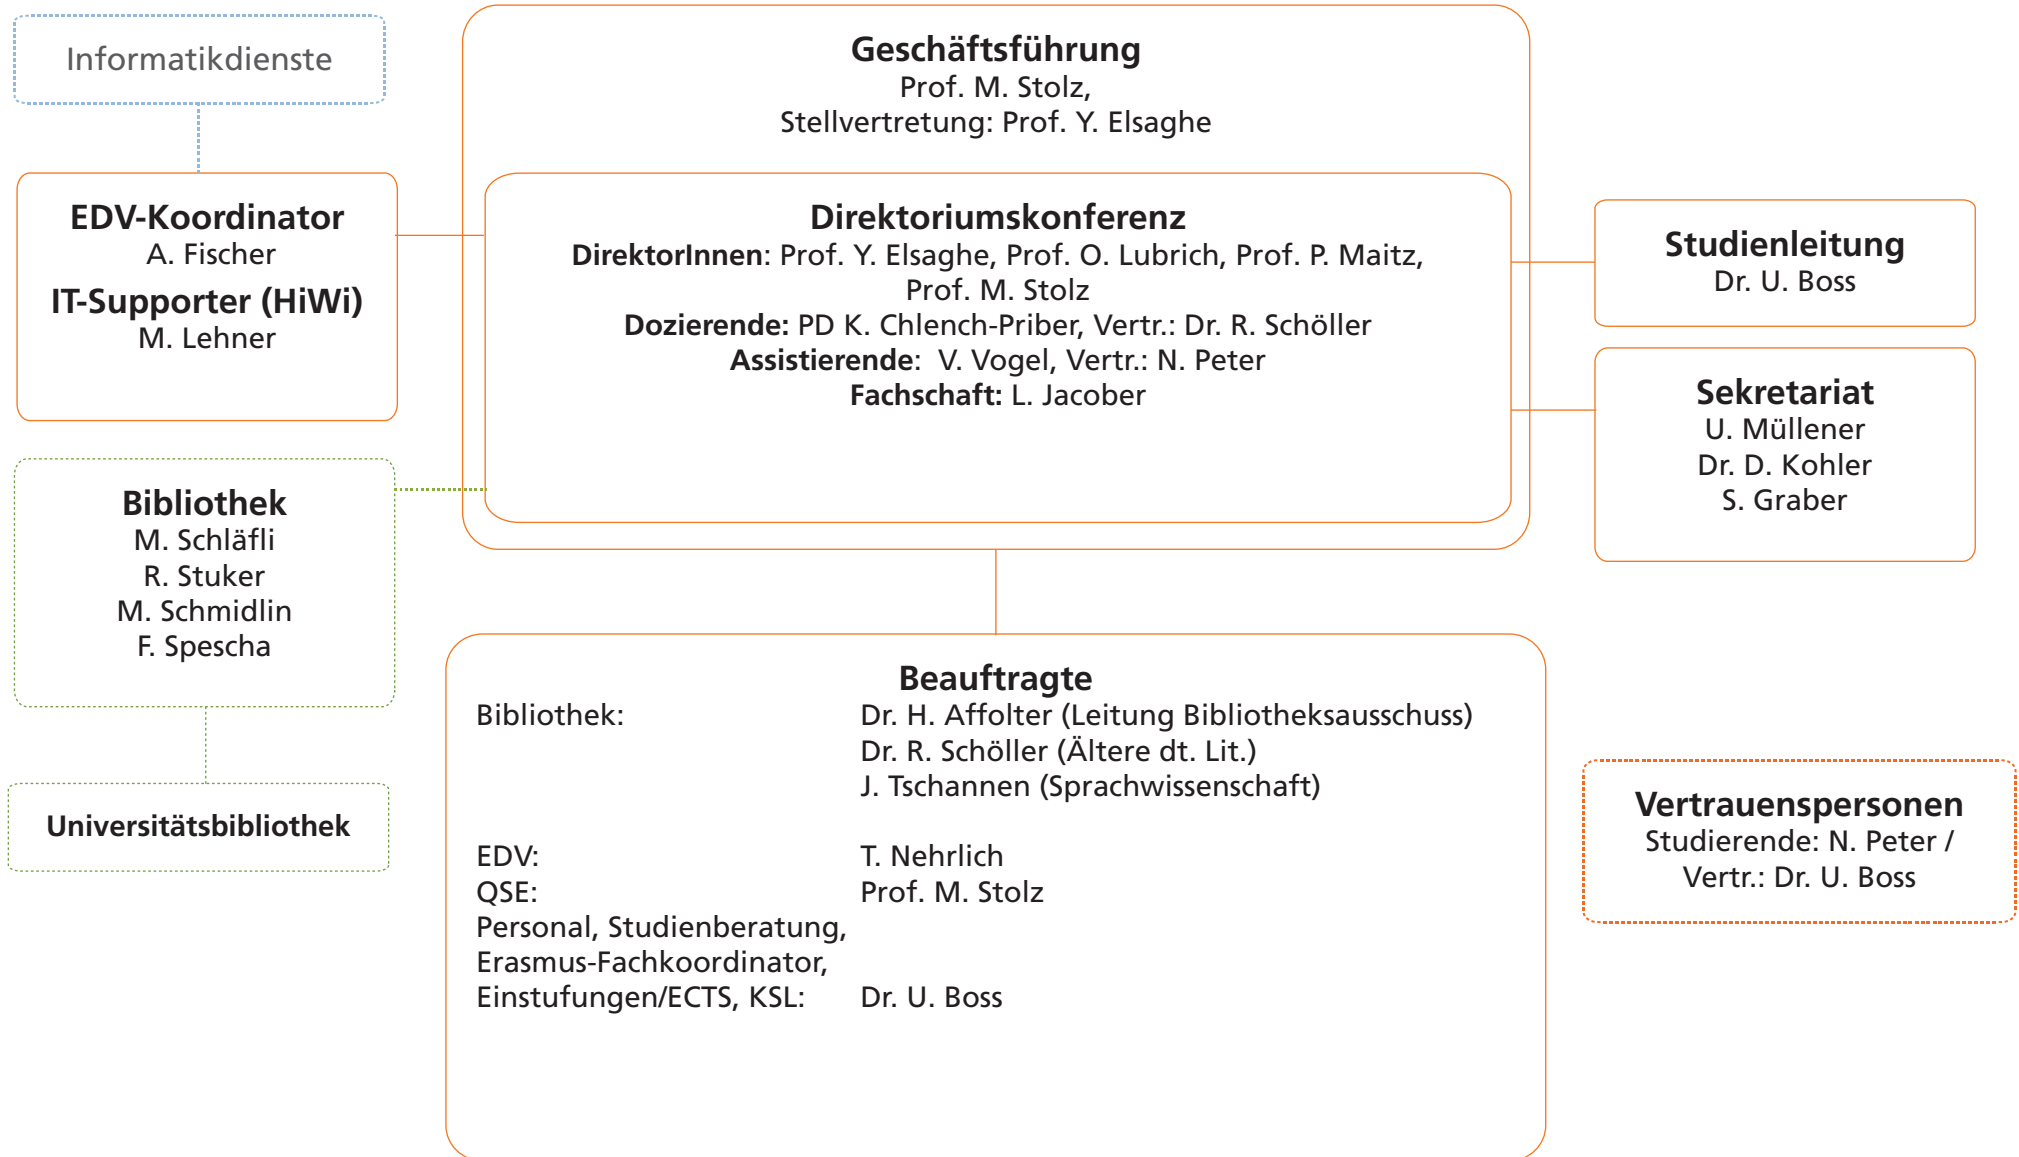 Informatikdienste
Geschäftsführung
Prof. M. Stolz,
Stellvertretung: Prof. Y. Elsaghe
EDV-Koordinator
A. Fischer
IT-Supporter (HiWi)
M. Lehner
Direktoriumskonferenz
DirektorInnen: Prof. Y. Elsaghe, Prof. O. Lubrich, Prof. P. Maitz,
Prof. M. Stolz
Dozierende: PD K. Chlench-Priber, Vertr.: Dr. R. Schöller
Assistierende: V. Vogel, Vertr.: N. Peter
Fachschaft: L. Jacober
Studienleitung
Dr. U. Boss
Sekretariat
U. Müllener
Dr. D. Kohler
S. Graber
Bibliothek
M. Schläfli
R. Stuker
M. Schmidlin
F. Spescha
Universitätsbibliothek
Beauftragte
Bibliothek: Dr. H. Affolter (Leitung Bibliotheksausschuss)
Dr. R. Schöller (Ältere dt. Lit.)
J. Tschannen (Sprachwissenschaft)
EDV: T. Nehrlich
QSE: Prof. M. Stolz
Personal, Studienberatung,
Erasmus-Fachkoordinator,
Einstufungen/ECTS, KSL: Dr. U. Boss
Vertrauenspersonen
Studierende: N. Peter /
Vertr.: Dr. U. Boss